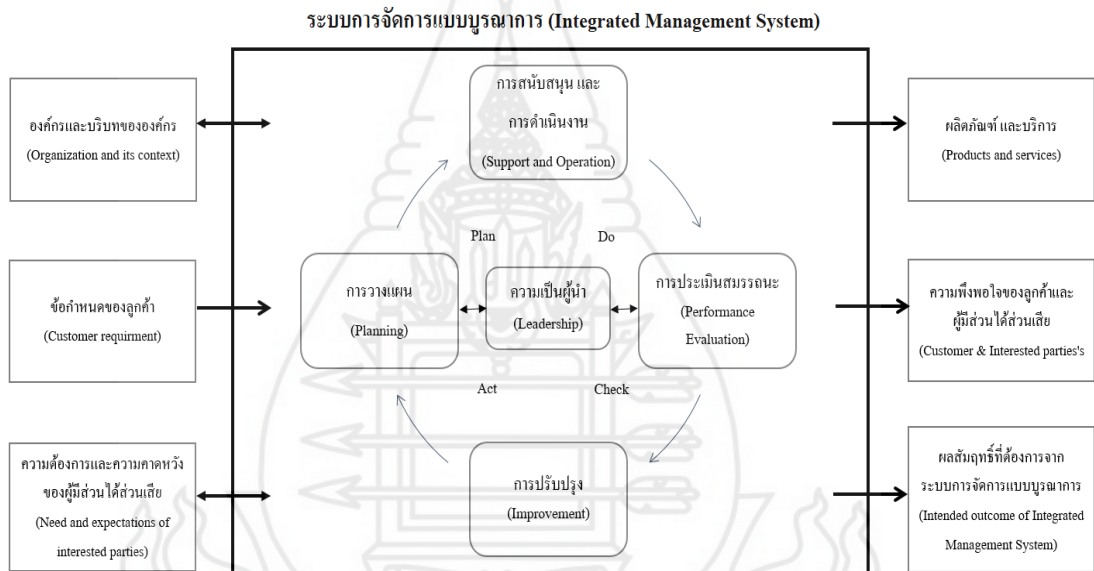 ระบบการจัดการแบบบูรณาการ (Integrated Management System)
องค์กรและบริบทขององค์กร
(Organization and its context)
ข้อกำหนดของลูกค้า
(Customer requirment)
ความต้องการและความคาดหวัง
ของผู้มีส่วนได้ส่วนเสีย
(Need and expectations of
interested parties)
การสนับสนุน และ
การดำเนินงาน
(Support and Operation)
Plan
Do
การวางแผน
(Planning)
ความเป็นผู้นำ
(Leadership)
การประเมินสมรรถนะ
(Performance
Evaluation)
Act
Check
การปรับปรุง
(Improvement)
ผลิตภัณฑ์ และบริการ
(Products and services)
ความพึงพอใจของลูกค้าและ
ผู้มีส่วนได้ส่วนเสีย
(Customer & Interested parties's
ผลสัมฤทธิ์ที่ต้องการจาก
ระบบการจัดการแบบบูรณาการ
(Intended outcome of Integrated
Management System)